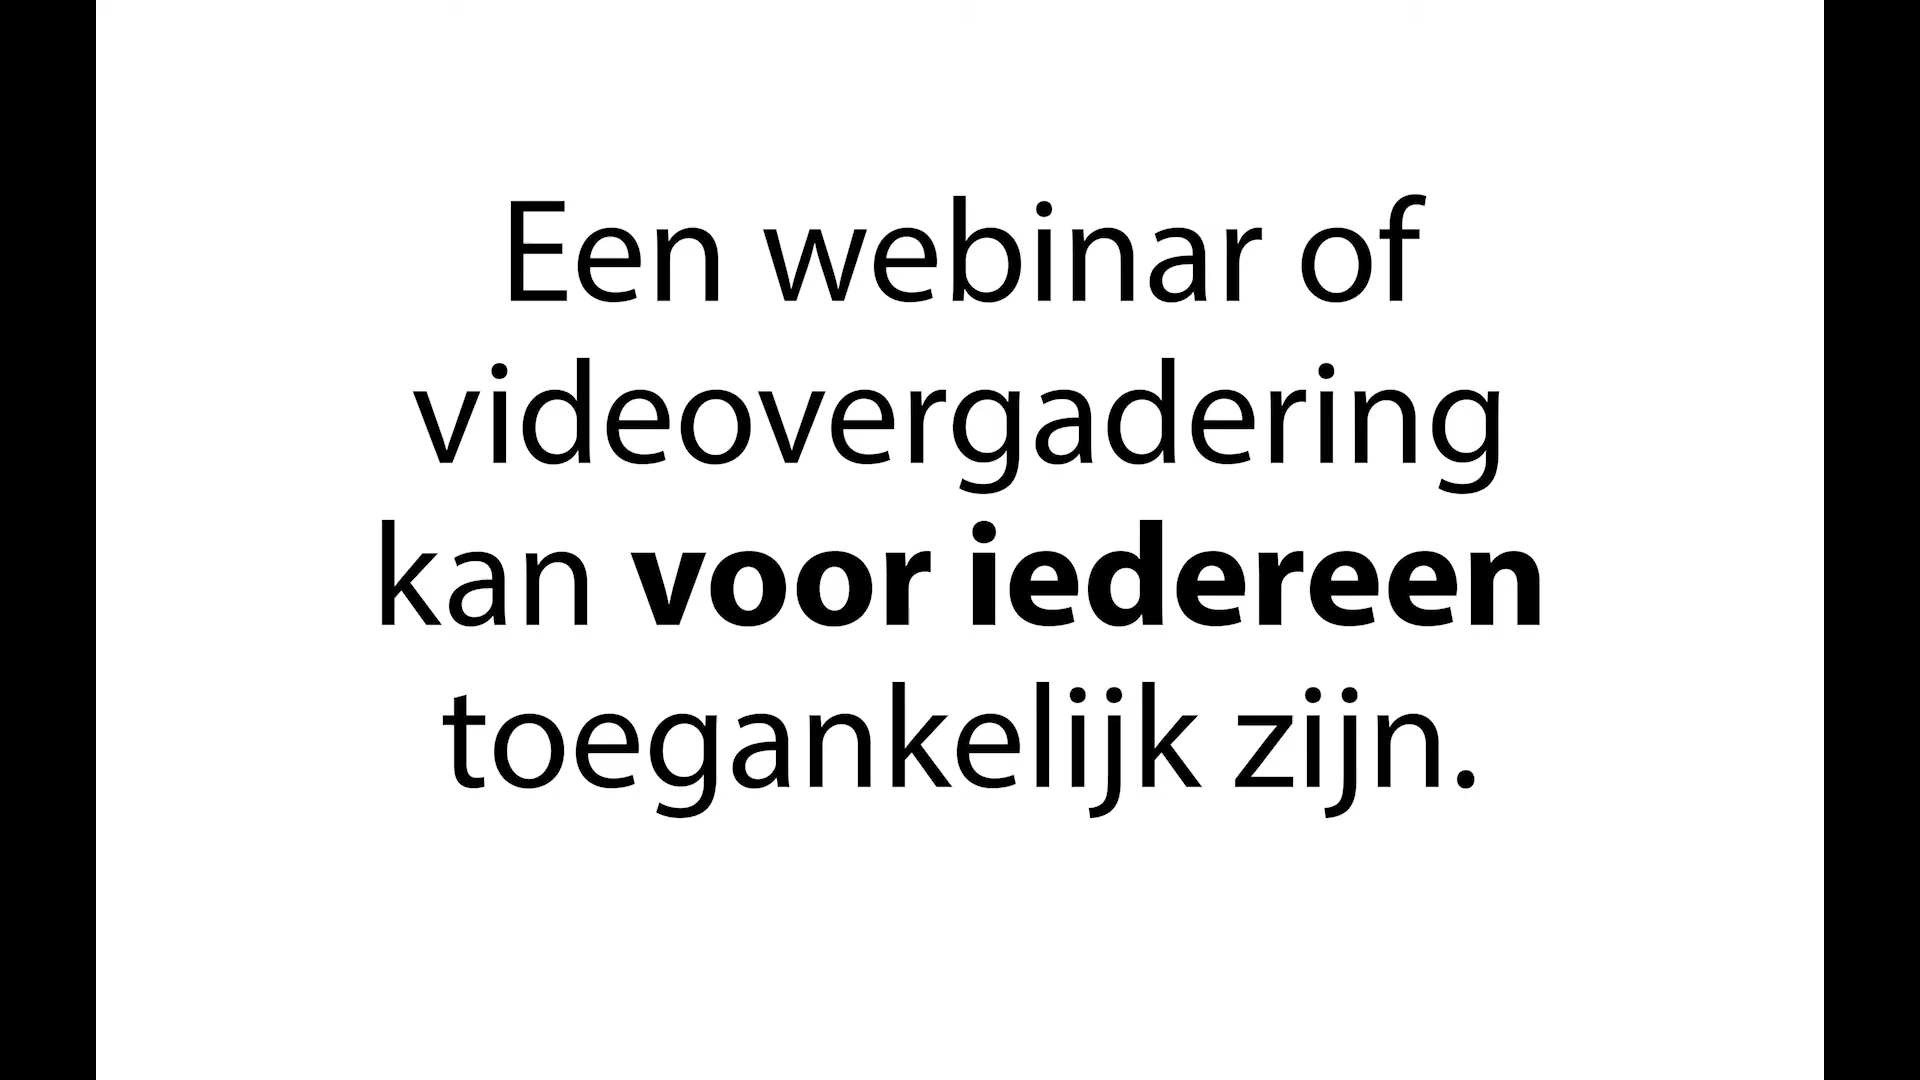 Een webinar of
videovergadering
kan voor iedereen
toegankelijk zijn.